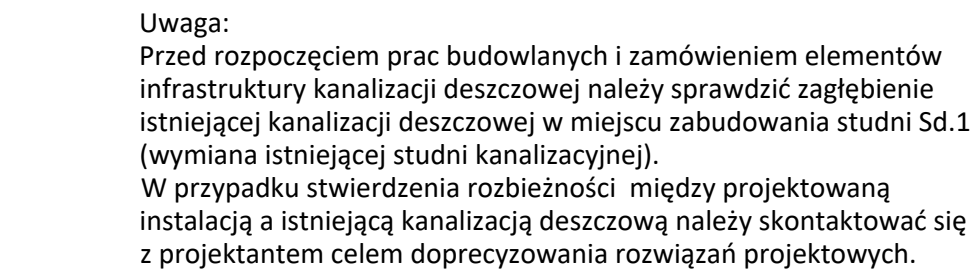 Uwaga:
Przed rozpoczęciem prac budowlanych i zamówieniem elementów
infrastruktury kanalizacji deszczowej należy sprawdzić zagłębienie
istniejącej kanalizacji deszczowej w miejscu zabudowania studni Sd.1
(wymiana istniejącej studni kanalizacyjnej).
W przypadku stwierdzenia rozbieżności  między projektowaną
instalacją a istniejącą kanalizacją deszczową należy skontaktować się
z projektantem celem doprecyzowania rozwiązań projektowych.